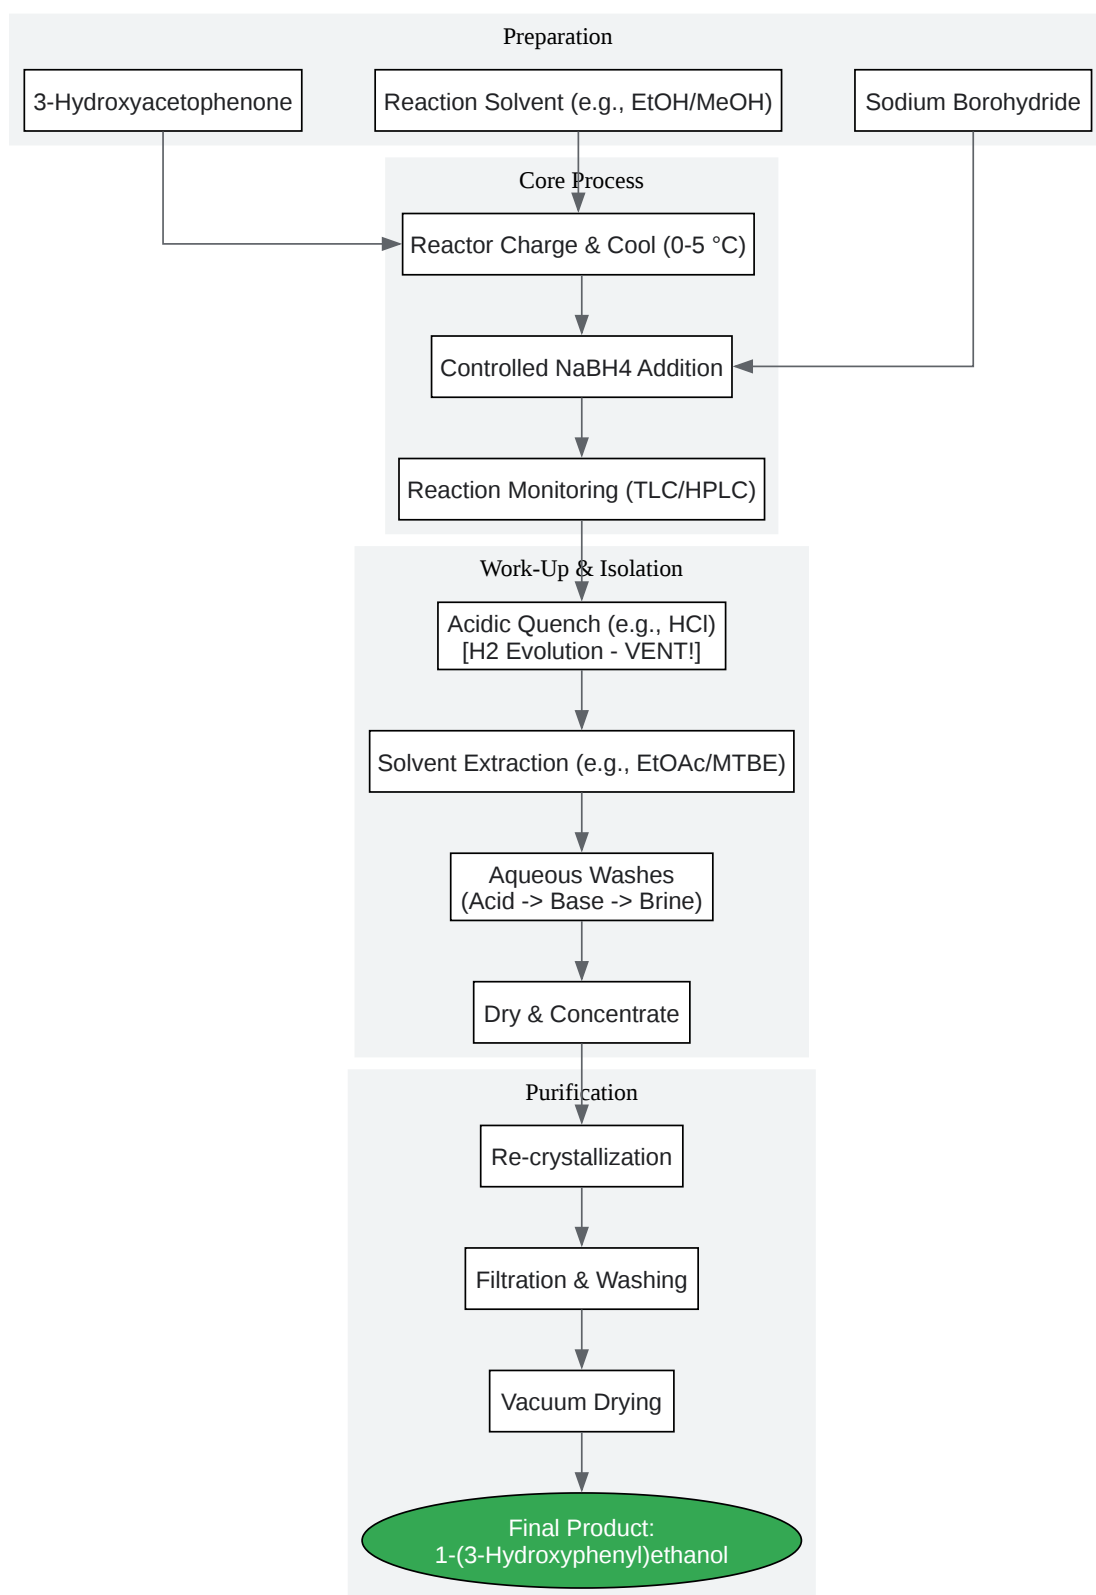 Preparation
3-Hydroxyacetophenone
Reaction Solvent (e.g., EtOH/MeOH)
Sodium Borohydride
Core Process
Reactor Charge & Cool (0-5 °C)
Controlled NaBH4 Addition
Reaction Monitoring (TLC/HPLC)
Work-Up & Isolation
Acidic Quench (e.g., HCl)
[H2 Evolution - VENT!]
Solvent Extraction (e.g., EtOAc/MTBE)
Aqueous Washes
(Acid -> Base -> Brine)
Dry & Concentrate
Purification
Re-crystallization
Filtration & Washing
Vacuum Drying
Final Product:
1-(3-Hydroxyphenyl)ethanol